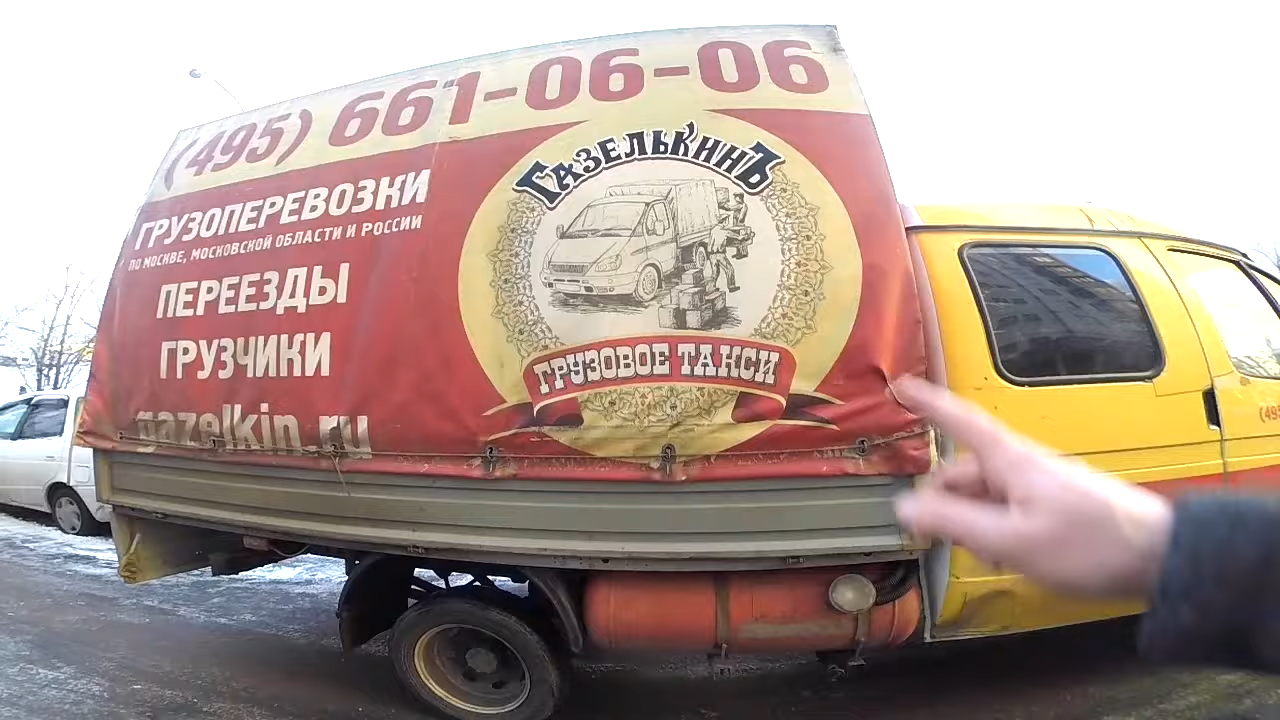 (495) 661-06-06
ГРУЗОПЕРЕВОЗКИ
ПО МОСКВЕ, МОСКОВСКОЙ ОБЛАСТИ И РОССИИ
ПЕРЕЕЗДЫ
ГРУЗЧИКИ
gazelkin.ru
ГАЗЕЛЬКИНЪ
ГРУЗОВОЕ ТАКСИ